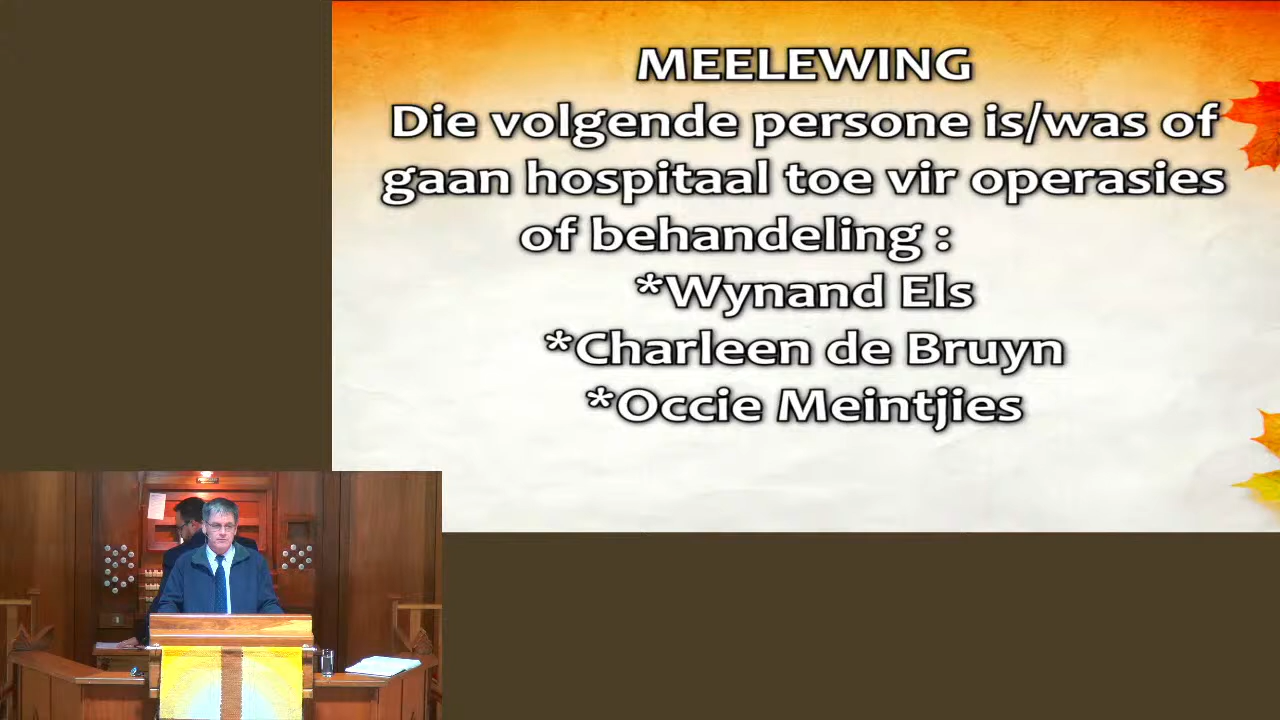 MEELEWING
Die volgende persone is/was of
gaan hospitaal toe vir operasies
of behandeling :
*Wynand Els
*Charleen de Bruyn
*Occie Meintjies